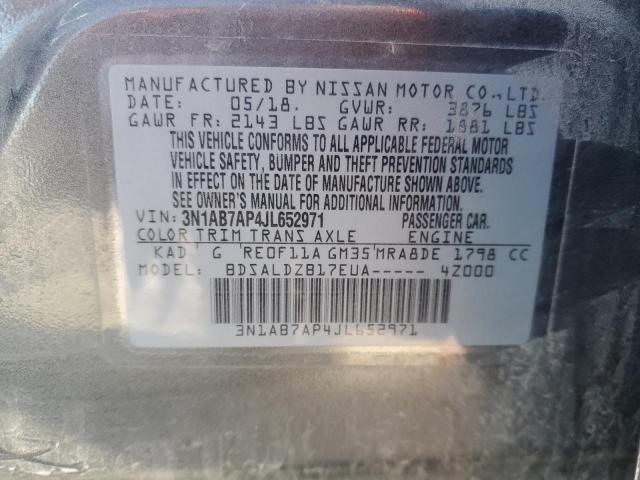 MANUFACTURED BY NISSAN MOTOR CO.,LTD.
DATE: 05/18. GVWR: 3876 LBS
GAWR FR: 2143 LBS GAWR RR: 1881 LBS
THIS VEHICLE CONFORMS TO ALL APPLICABLE FEDERAL MOTOR
VEHICLE SAFETY, BUMPER AND THEFT PREVENTION STANDARDS
IN EFFECT ON THE DATE OF MANUFACTURE SHOWN ABOVE.
SEE OWNER'S MANUAL FOR ADDITIONAL INFORMATION.
VIN: 3N1AB7AP4JL652971 PASSENGER CAR.
COLOR TRIM TRANS AXLE ENGINE
KAD G RE0F11A GM35 MRA8DE 1798 CC
MODEL: BDSALDZB17EUA----- 4Z000
3N1AB7AP4JL652971